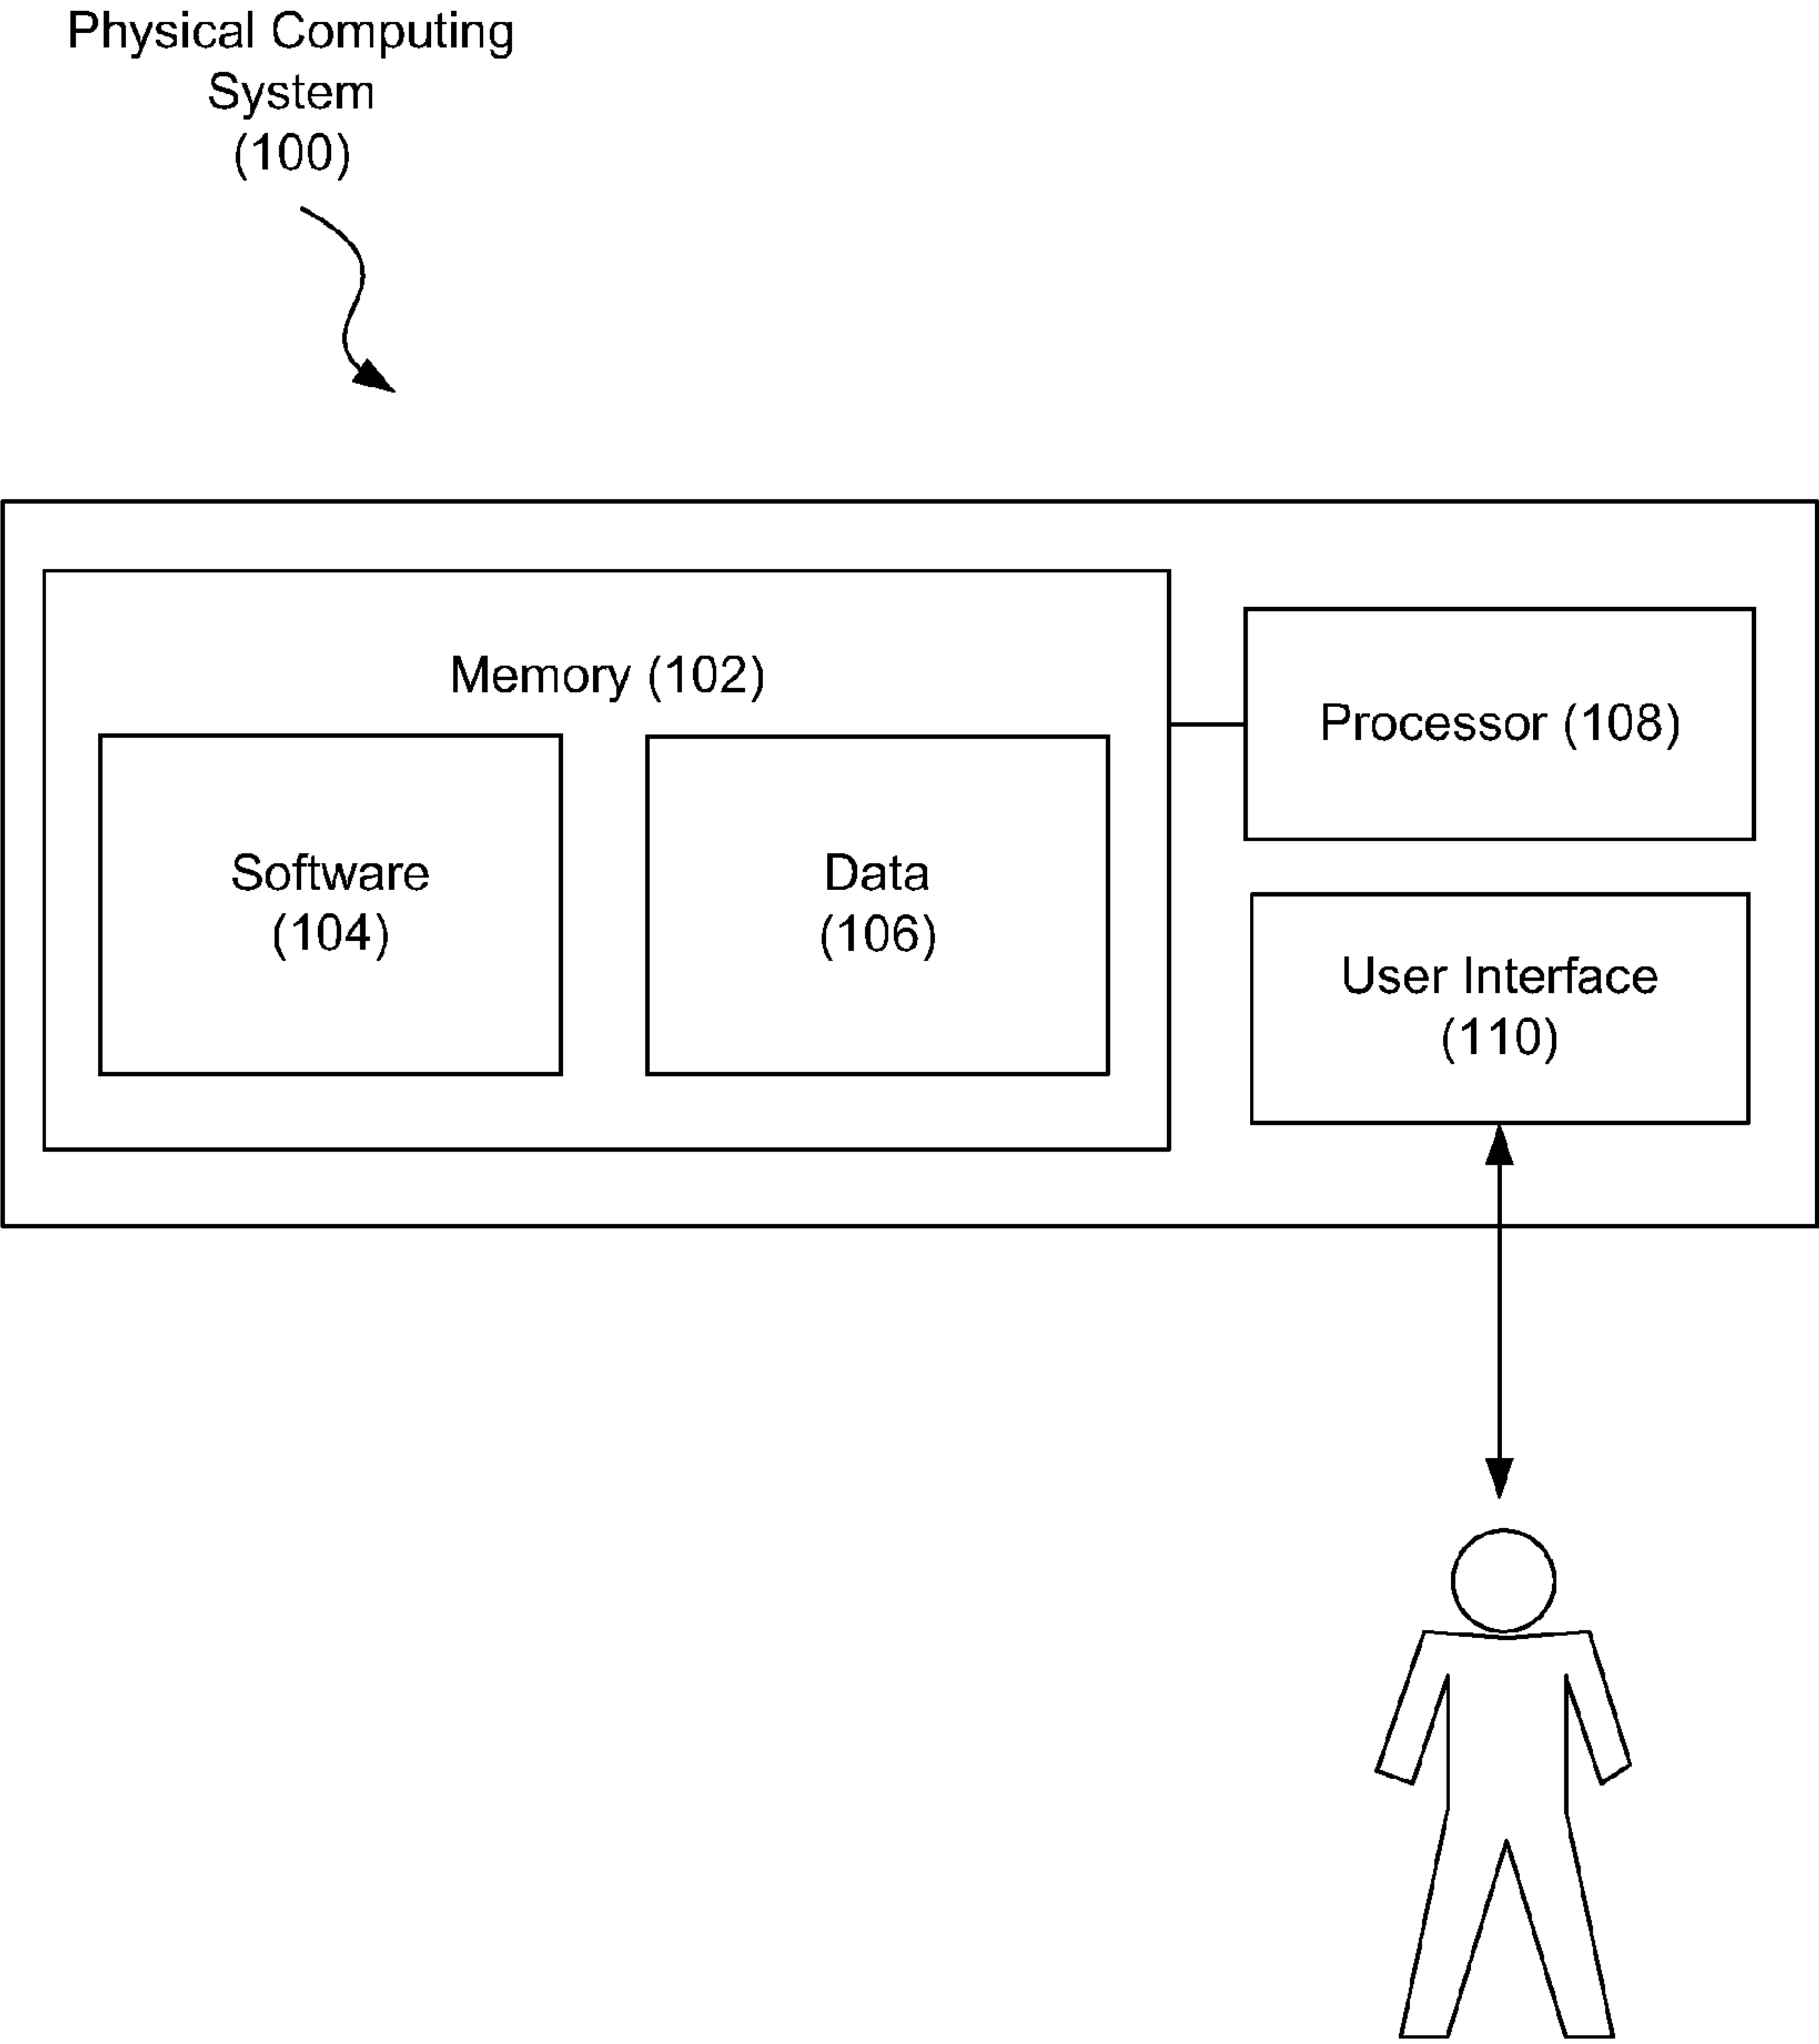 Physical Computing
System
(100)
Memory (102)
Processor (108)
Software
(104)
Data
(106)
User Interface
(110)